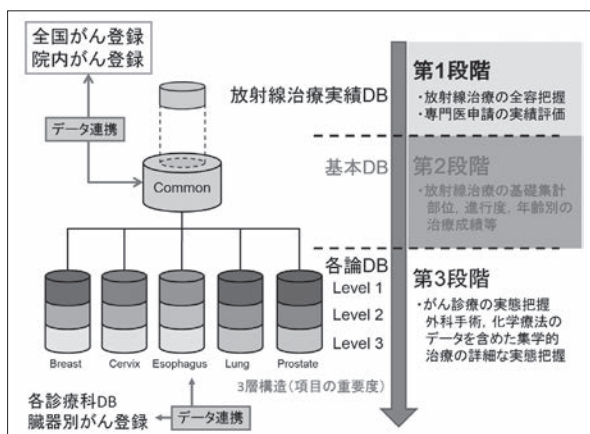 全国がん登録
院内がん登録
データ連携
Common
放射線治療実績DB
第1段階
・放射線治療の全容把握
・専門医申請の実績評価
基本DB
第2段階
・放射線治療の基礎集計
部位, 進行度, 年齢別の
治療成績等
各論DB
Level 1
Level 2
Level 3
Breast
Cervix
Esophagus
Lung
Prostate
3層構造(項目の重要度)
第3段階
・がん診療の実態把握
外科手術, 化学療法の
データを含めた集学的
治療の詳細な実態把握
各診療科DB
臓器別がん登録
データ連携